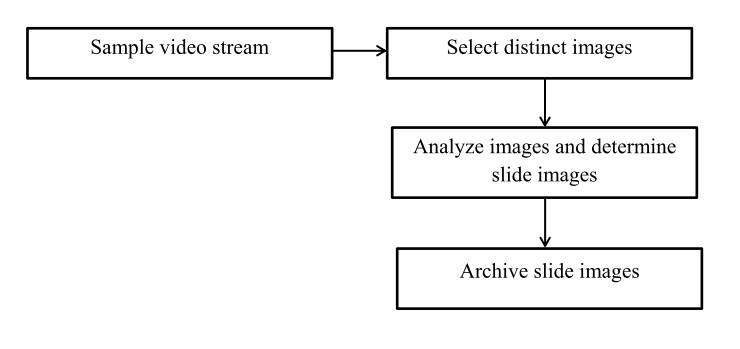 Sample video stream
Select distinct images
Analyze images and determine
slide images
Archive slide images